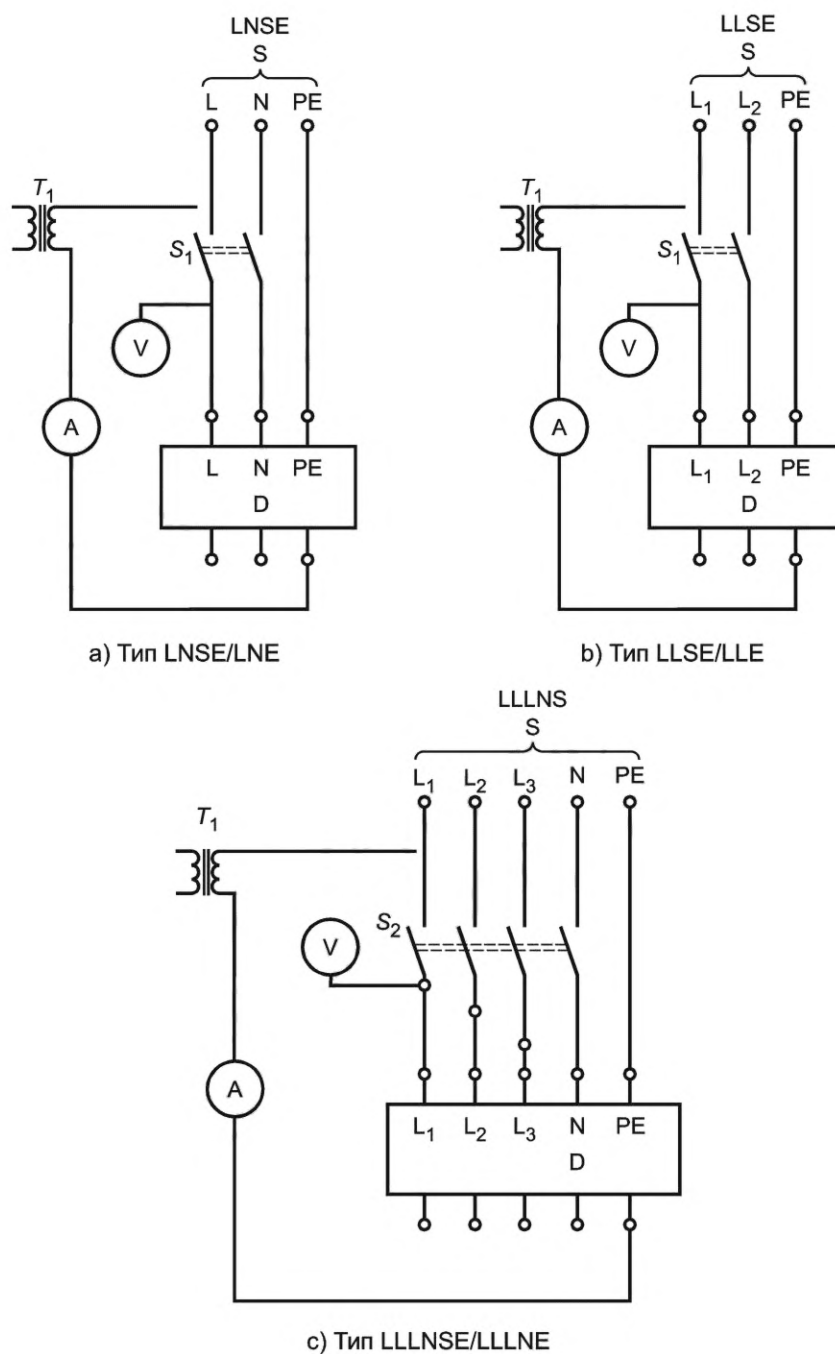 LNSE
S
L N PE
T1
S1
V
A
L N PE
D
a) Тип LNSE/LNE
LLSE
S
L1 L2 PE
T1
S1
V
A
L1 L2 PE
D
b) Тип LLSE/LLE
LLLNS
S
L1 L2 L3 N PE
T1
S2
V
A
L1 L2 L3 N PE
D
c) Тип LLLNSE/LLLNE